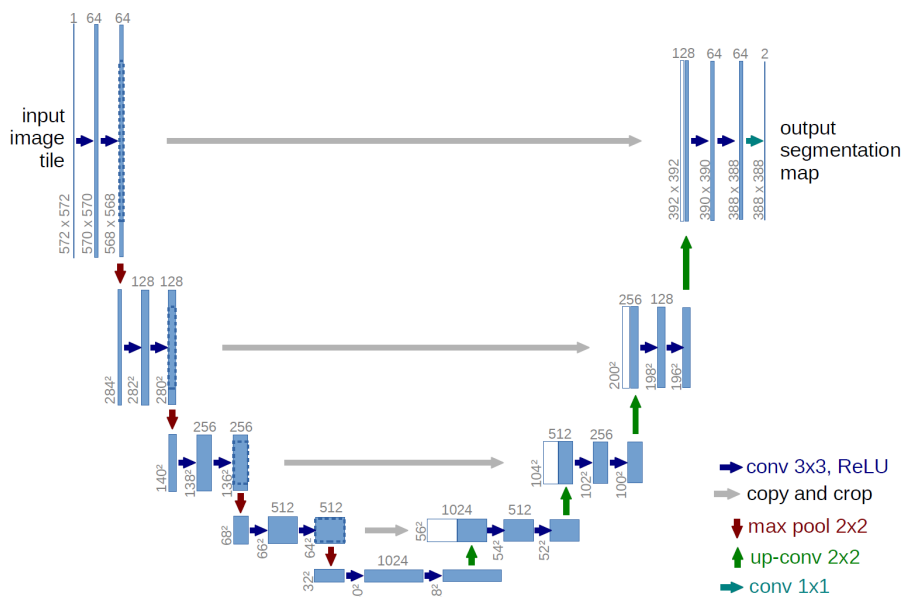 1 64 64
128 64 64 2
input
image
tile
output
segmentation
map
572 x 572
570 x 570
568 x 568
392 x 392
390 x 390
388 x 388
388 x 388
128 128
256 128
284²
282²
280²
200²
198²
196²
256 256
512 256
140²
138²
136²
104²
102²
100²
512 512
1024 512
68²
66²
64²
56²
54²
52²
1024
32²
0²
8²
conv 3x3, ReLU
copy and crop
max pool 2x2
up-conv 2x2
conv 1x1